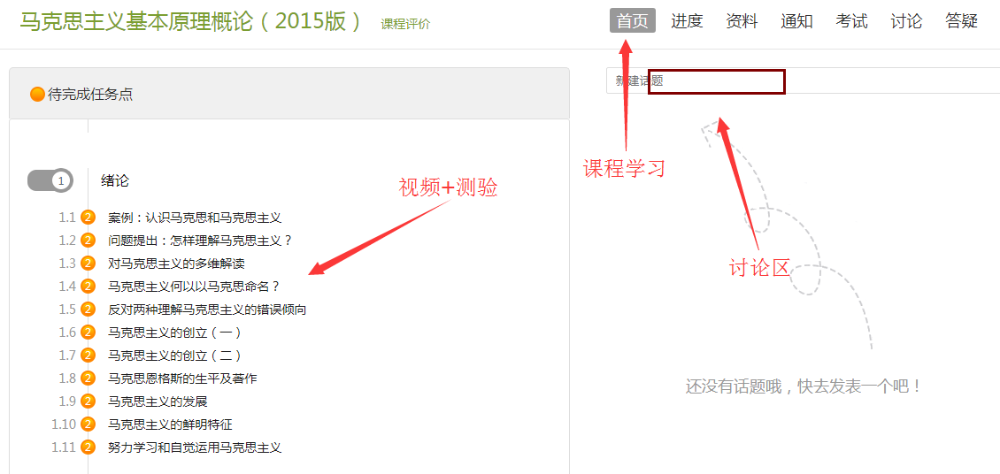 马克思主义基本原理概论（2015版） 课程评价
首页 进度 资料 通知 考试 讨论 答疑
待完成任务点
新建话题
课程学习
1 绪论
视频+测验
1.1 2 案例：认识马克思和马克思主义
1.2 2 问题提出：怎样理解马克思主义？
1.3 2 对马克思主义的多维解读
讨论区
1.4 2 马克思主义何以以马克思命名？
1.5 2 反对两种理解马克思主义的错误倾向
1.6 2 马克思主义的创立（一）
1.7 2 马克思主义的创立（二）
1.8 2 马克思恩格斯的生平及著作
还没有话题哦，快去发表一个吧！
1.9 2 马克思主义的发展
1.10 2 马克思主义的鲜明特征
1.11 2 努力学习和自觉运用马克思主义